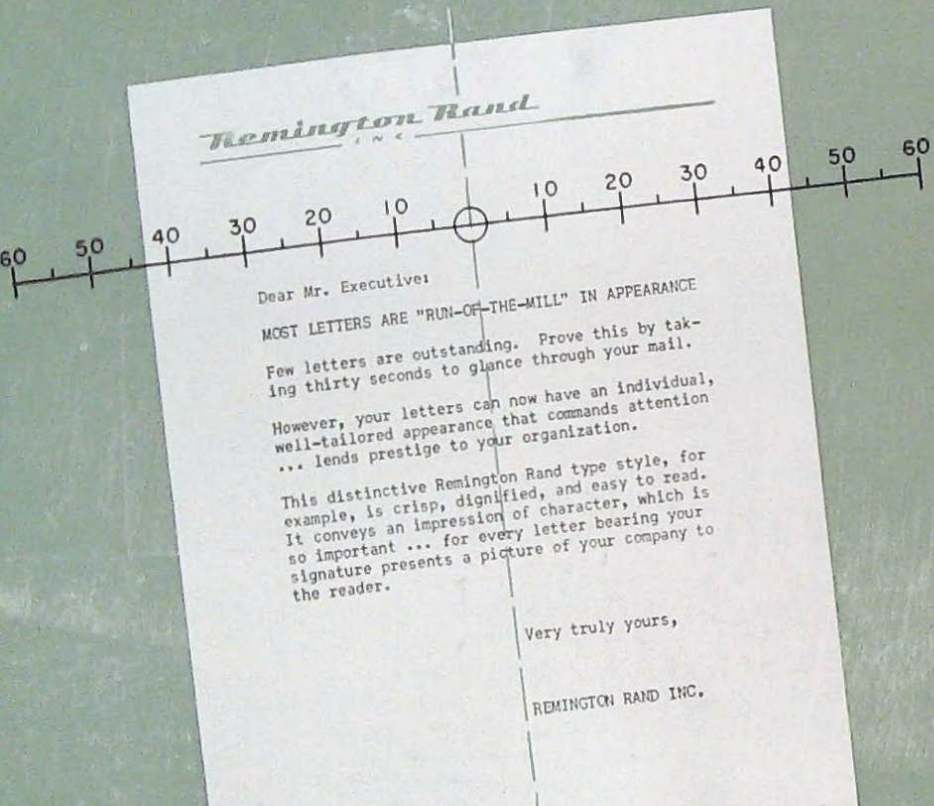 Remington Rand
INC
60 50 40 30 20 10 10 20 30 40 50 60
Dear Mr. Executive:
MOST LETTERS ARE "RUN-OF-THE-MILL" IN APPEARANCE
Few letters are outstanding. Prove this by tak-
ing thirty seconds to glance through your mail.
However, your letters can now have an individual,
well-tailored appearance that commands attention
... lends prestige to your organization.
This distinctive Remington Rand type style, for
example, is crisp, dignified, and easy to read.
It conveys an impression of character, which is
so important ... for every letter bearing your
signature presents a picture of your company to
the reader.
Very truly yours,
REMINGTON RAND INC.